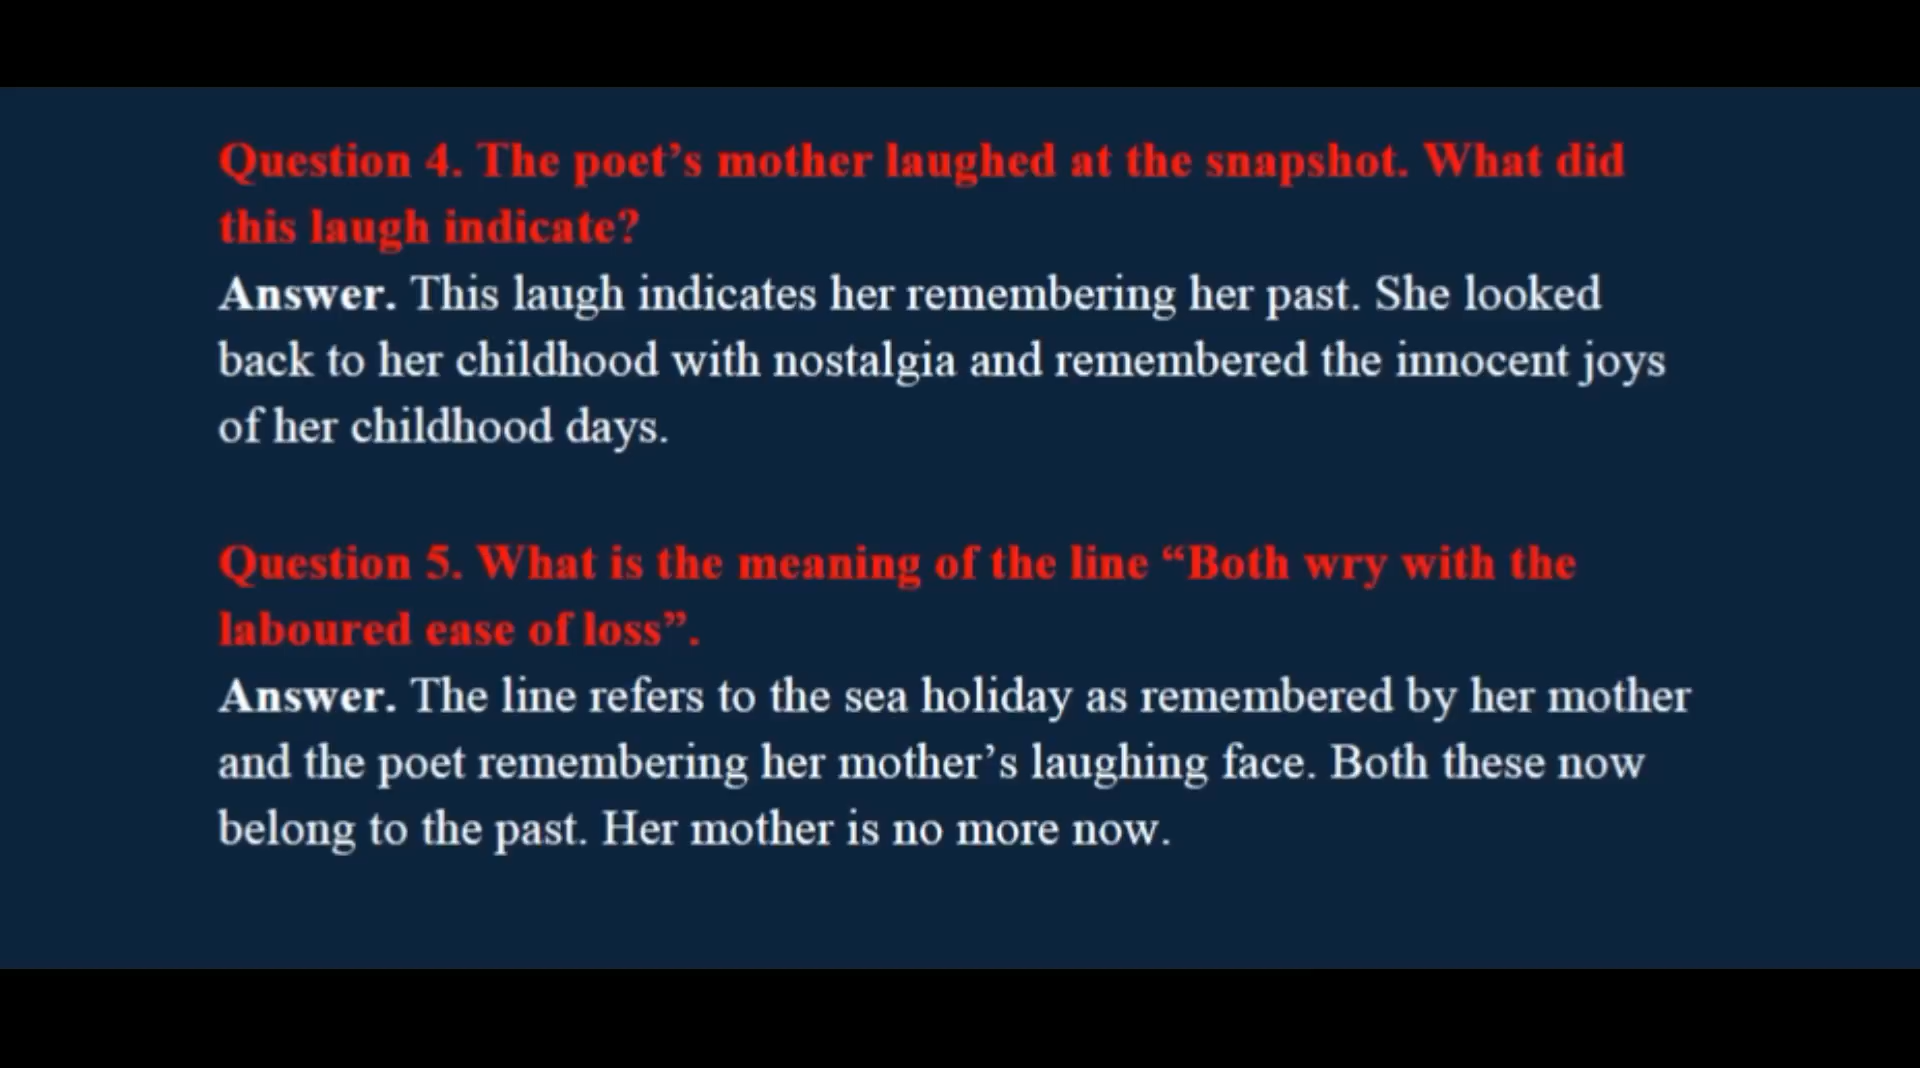 Question 4. The poet’s mother laughed at the snapshot. What did
this laugh indicate?
Answer. This laugh indicates her remembering her past. She looked
back to her childhood with nostalgia and remembered the innocent joys
of her childhood days.
Question 5. What is the meaning of the line “Both wry with the
laboured ease of loss”.
Answer. The line refers to the sea holiday as remembered by her mother
and the poet remembering her mother’s laughing face. Both these now
belong to the past. Her mother is no more now.